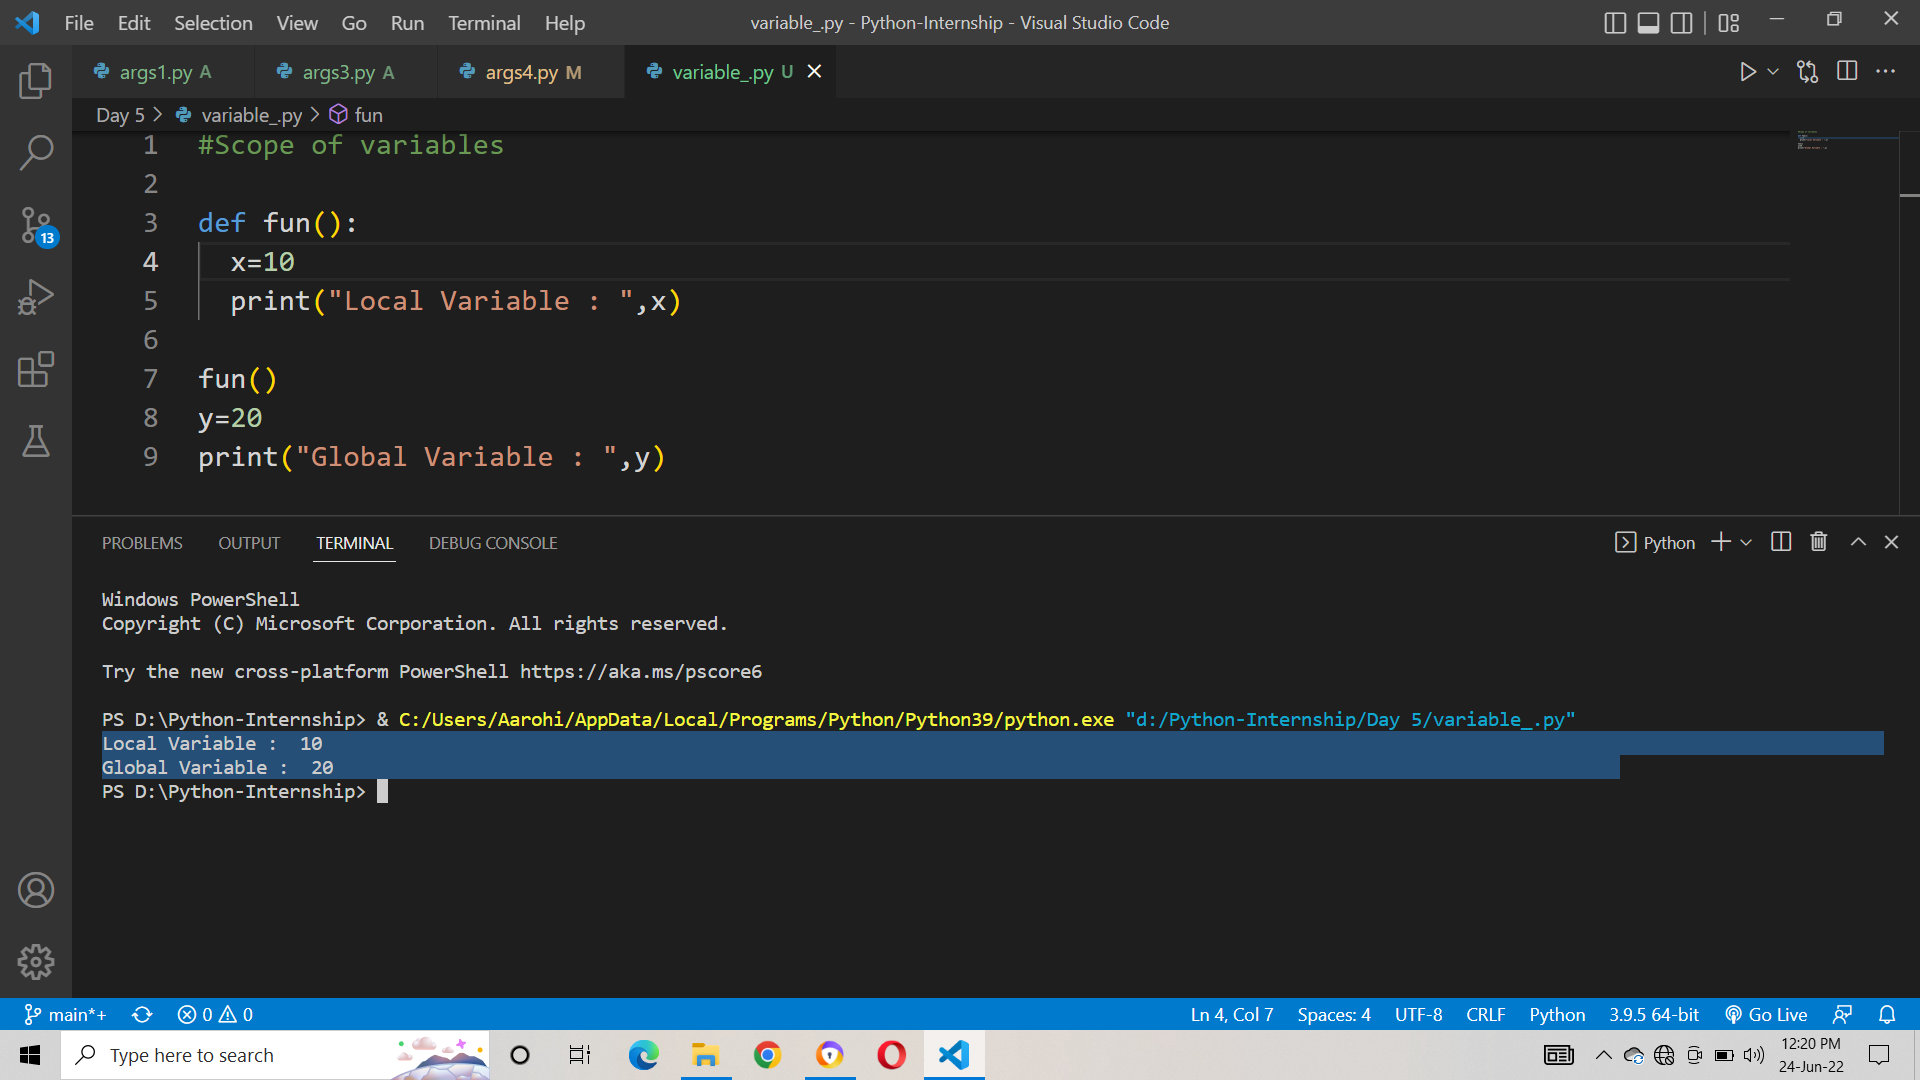 File Edit Selection View Go Run Terminal Help variable_.py - Python-Internship - Visual Studio Code
args1.py A args3.py A args4.py M variable_.py U
Day 5 > variable_.py > fun
1 #Scope of variables
2
3 def fun():
4 x=10
5 print("Local Variable : ",x)
6
7 fun()
8 y=20
9 print("Global Variable : ",y)
13
PROBLEMS OUTPUT TERMINAL DEBUG CONSOLE Python
Windows PowerShell
Copyright (C) Microsoft Corporation. All rights reserved.
Try the new cross-platform PowerShell https://aka.ms/pscore6
PS D:\Python-Internship> & C:/Users/Aarohi/AppData/Local/Programs/Python/Python39/python.exe "d:/Python-Internship/Day 5/variable_.py"
Local Variable :  10
Global Variable :  20
PS D:\Python-Internship>
main*+ 0 0 Ln 4, Col 7 Spaces: 4 UTF-8 CRLF Python 3.9.5 64-bit Go Live
Type here to search
12:20 PM
24-Jun-22